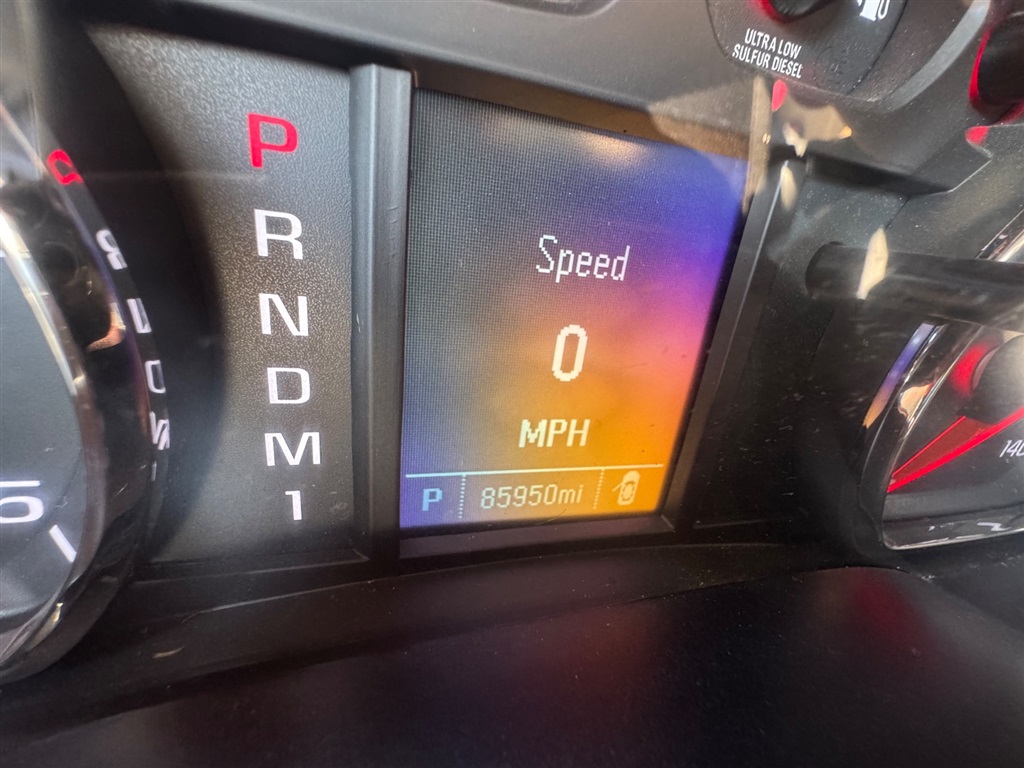 ULTRA LOW
SULFUR DIESEL
P
R
N
D
M
1
Speed
0
MPH
P 85950mi
140